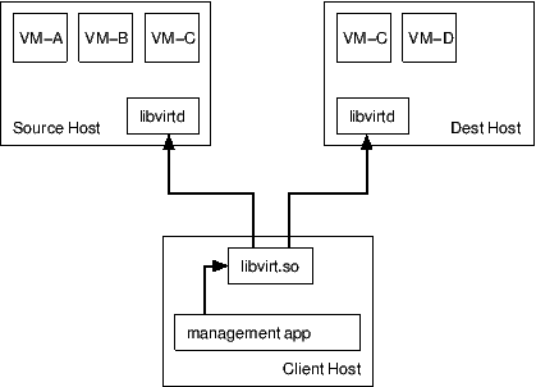 VM-A VM-B VM-C
libvirtd
Source Host
VM-C VM-D
libvirtd
Dest Host
libvirt.so
management app
Client Host